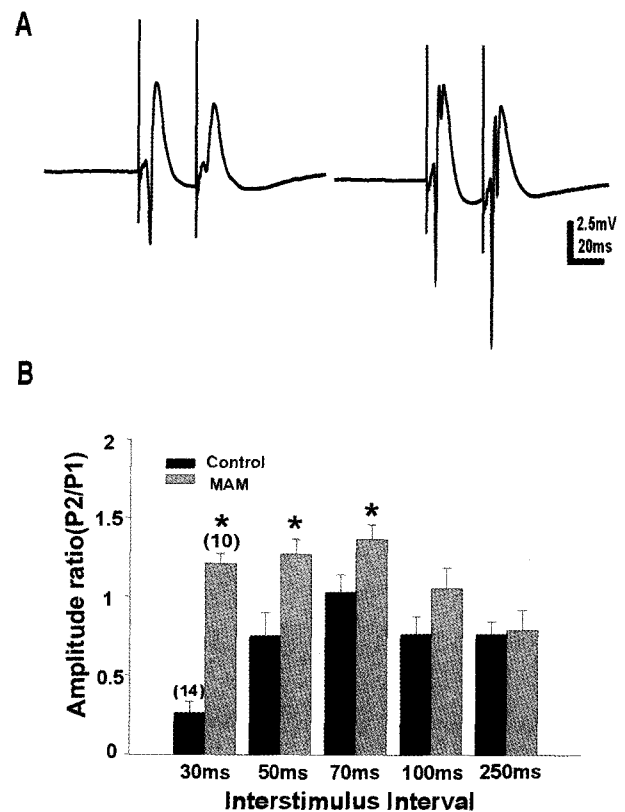 A
2.5mV
20ms
B
Amplitude ratio(P2/P1)
2
1.5
1
0.5
0
Control
MAM
*
(10)
*
*
(14)
30ms 50ms 70ms 100ms 250ms
Interstimulus Interval